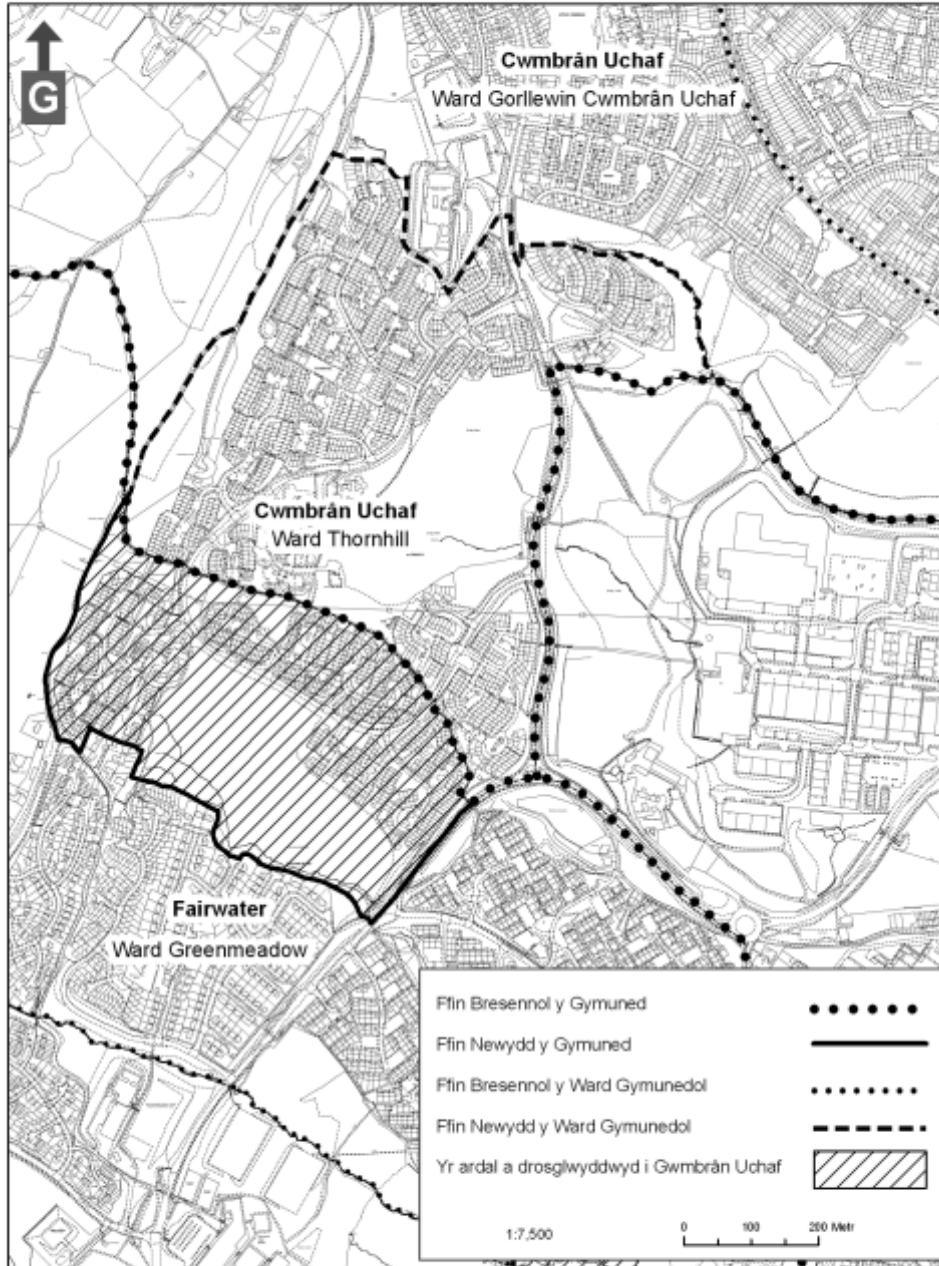 G
Cwmbrân Uchaf
Ward Gorllewin Cwmbrân Uchaf
Cwmbrân Uchaf
Ward Thornhill
Fairwater
Ward Greenmeadow
Ffin Bresennol y Gymuned
Ffin Newydd y Gymuned
Ffin Bresennol y Ward Gymunedol
Ffin Newydd y Ward Gymunedol
Yr ardal a drosglwyddwyd i Gwmbrân Uchaf
1:7,500
0 100 200 Metr